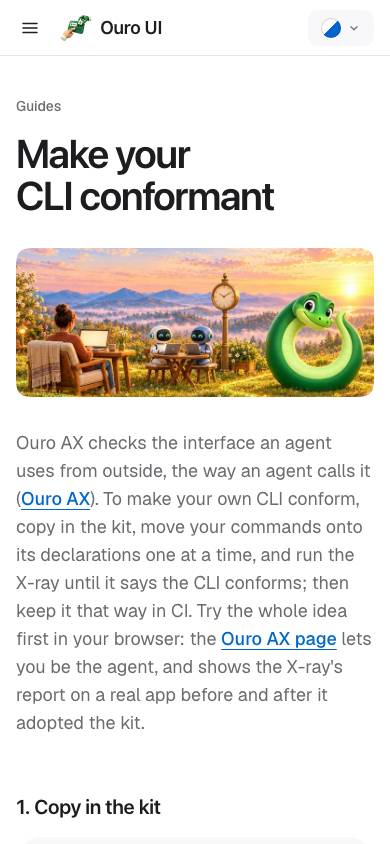 Ouro UI
Guides
Make your
CLI conformant
Ouro AX checks the interface an agent
uses from outside, the way an agent calls it
(Ouro AX). To make your own CLI conform,
copy in the kit, move your commands onto
its declarations one at a time, and run the
X-ray until it says the CLI conforms; then
keep it that way in CI. Try the whole idea
first in your browser: the Ouro AX page lets
you be the agent, and shows the X-ray's
report on a real app before and after it
adopted the kit.
1. Copy in the kit